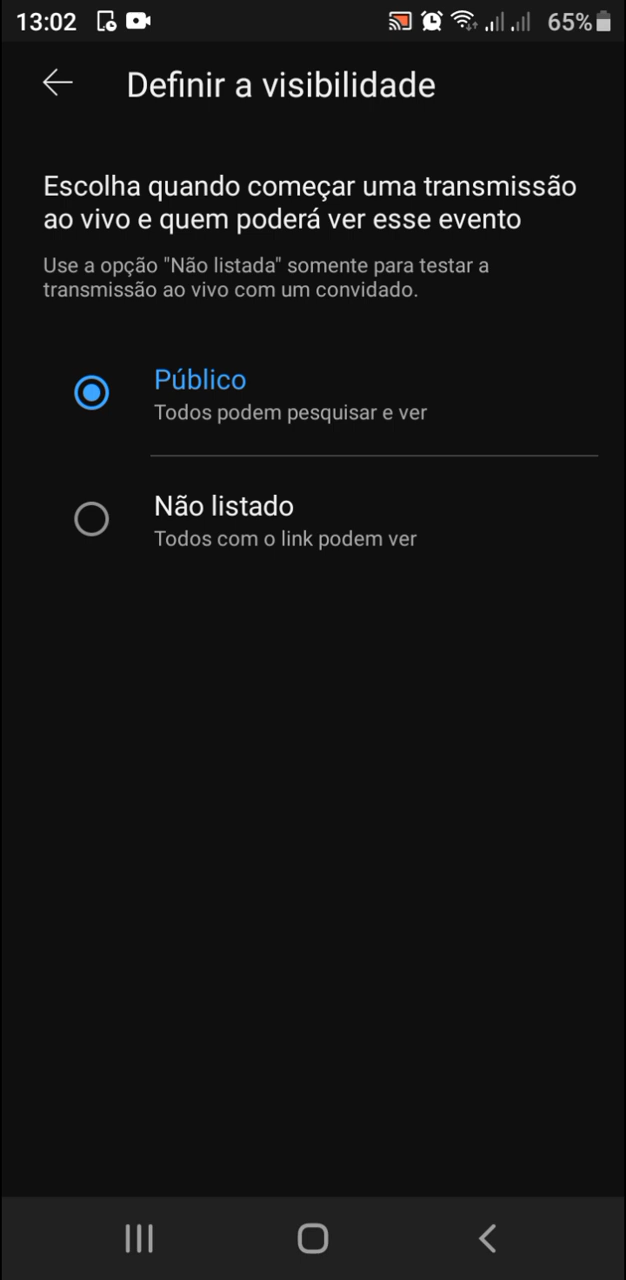 13:02
65%
Definir a visibilidade
Escolha quando começar uma transmissão
ao vivo e quem poderá ver esse evento
Use a opção "Não listada" somente para testar a
transmissão ao vivo com um convidado.
Público
Todos podem pesquisar e ver
Não listado
Todos com o link podem ver